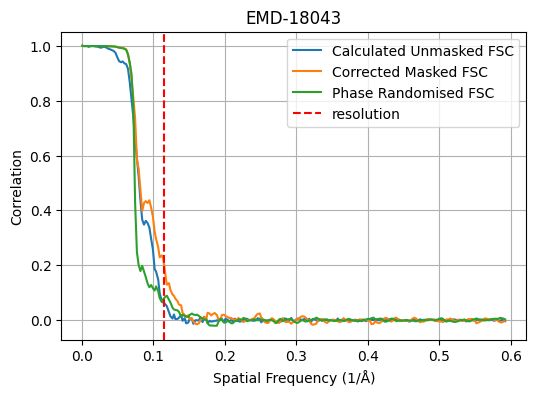 EMD-18043
Calculated Unmasked FSC
Corrected Masked FSC
Phase Randomised FSC
resolution
Correlation
1.0
0.8
0.6
0.4
0.2
0.0
0.0 0.1 0.2 0.3 0.4 0.5 0.6
Spatial Frequency (1/Å)